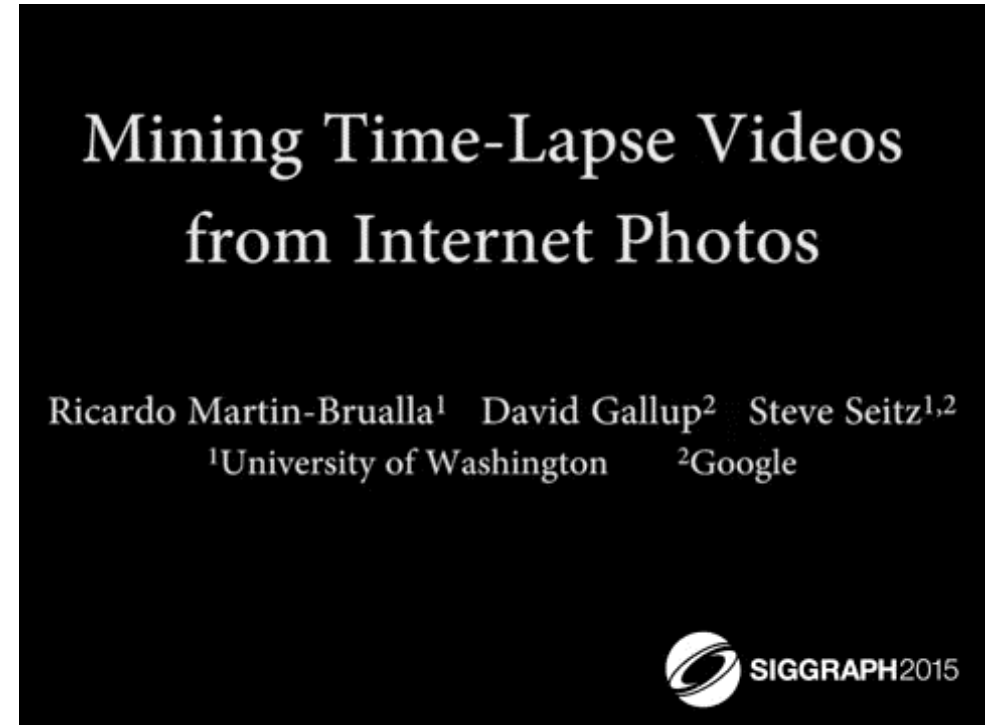 Mining Time-Lapse Videos
from Internet Photos
Ricardo Martin-Brualla¹ David Gallup² Steve Seitz¹,²
¹University of Washington ²Google
SIGGRAPH2015